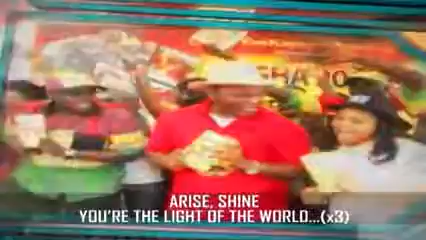 ARISE, SHINE
YOU'RE THE LIGHT OF THE WORLD...(x3)